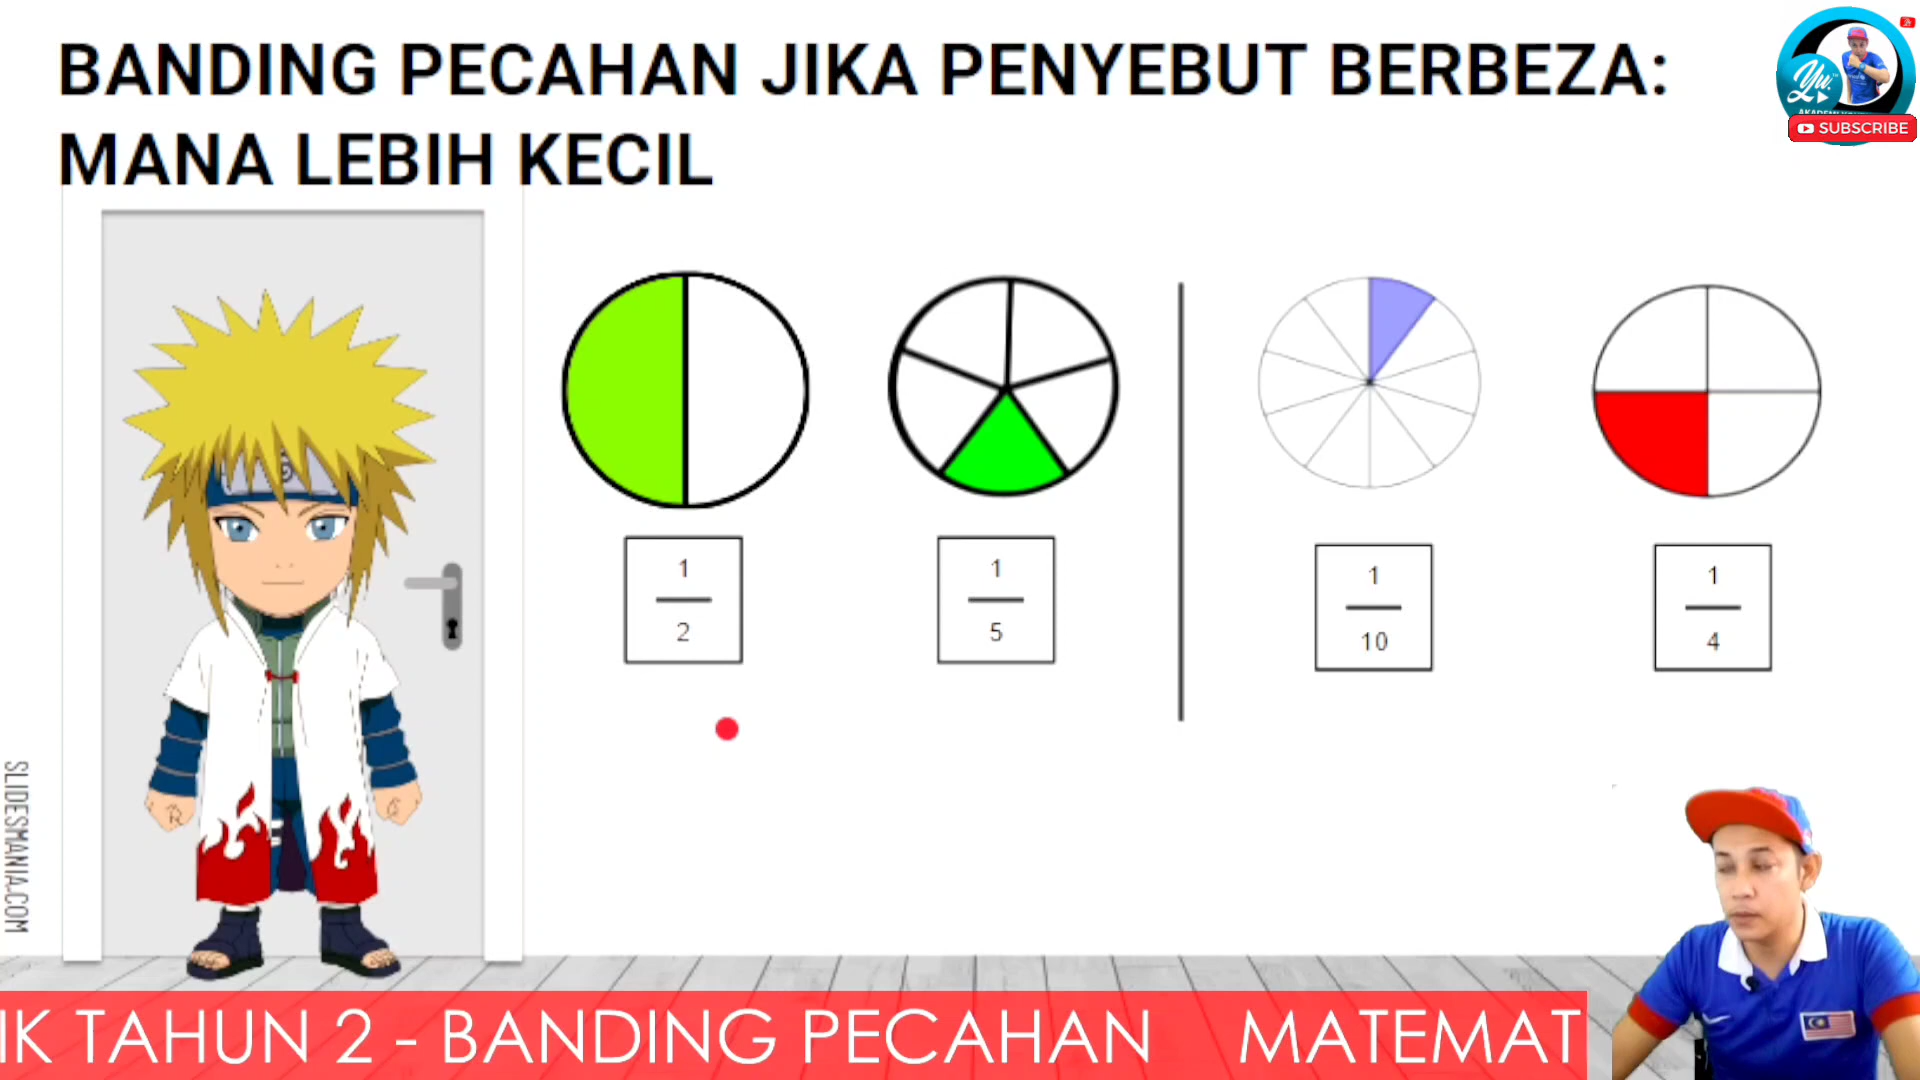 BANDING PECAHAN JIKA PENYEBUT BERBEZA:
MANA LEBIH KECIL
SUBSCRIBE
1
2
1
5
1
10
1
4
SLIDESMANIA.COM
IK TAHUN 2 - BANDING PECAHAN MATEMAT